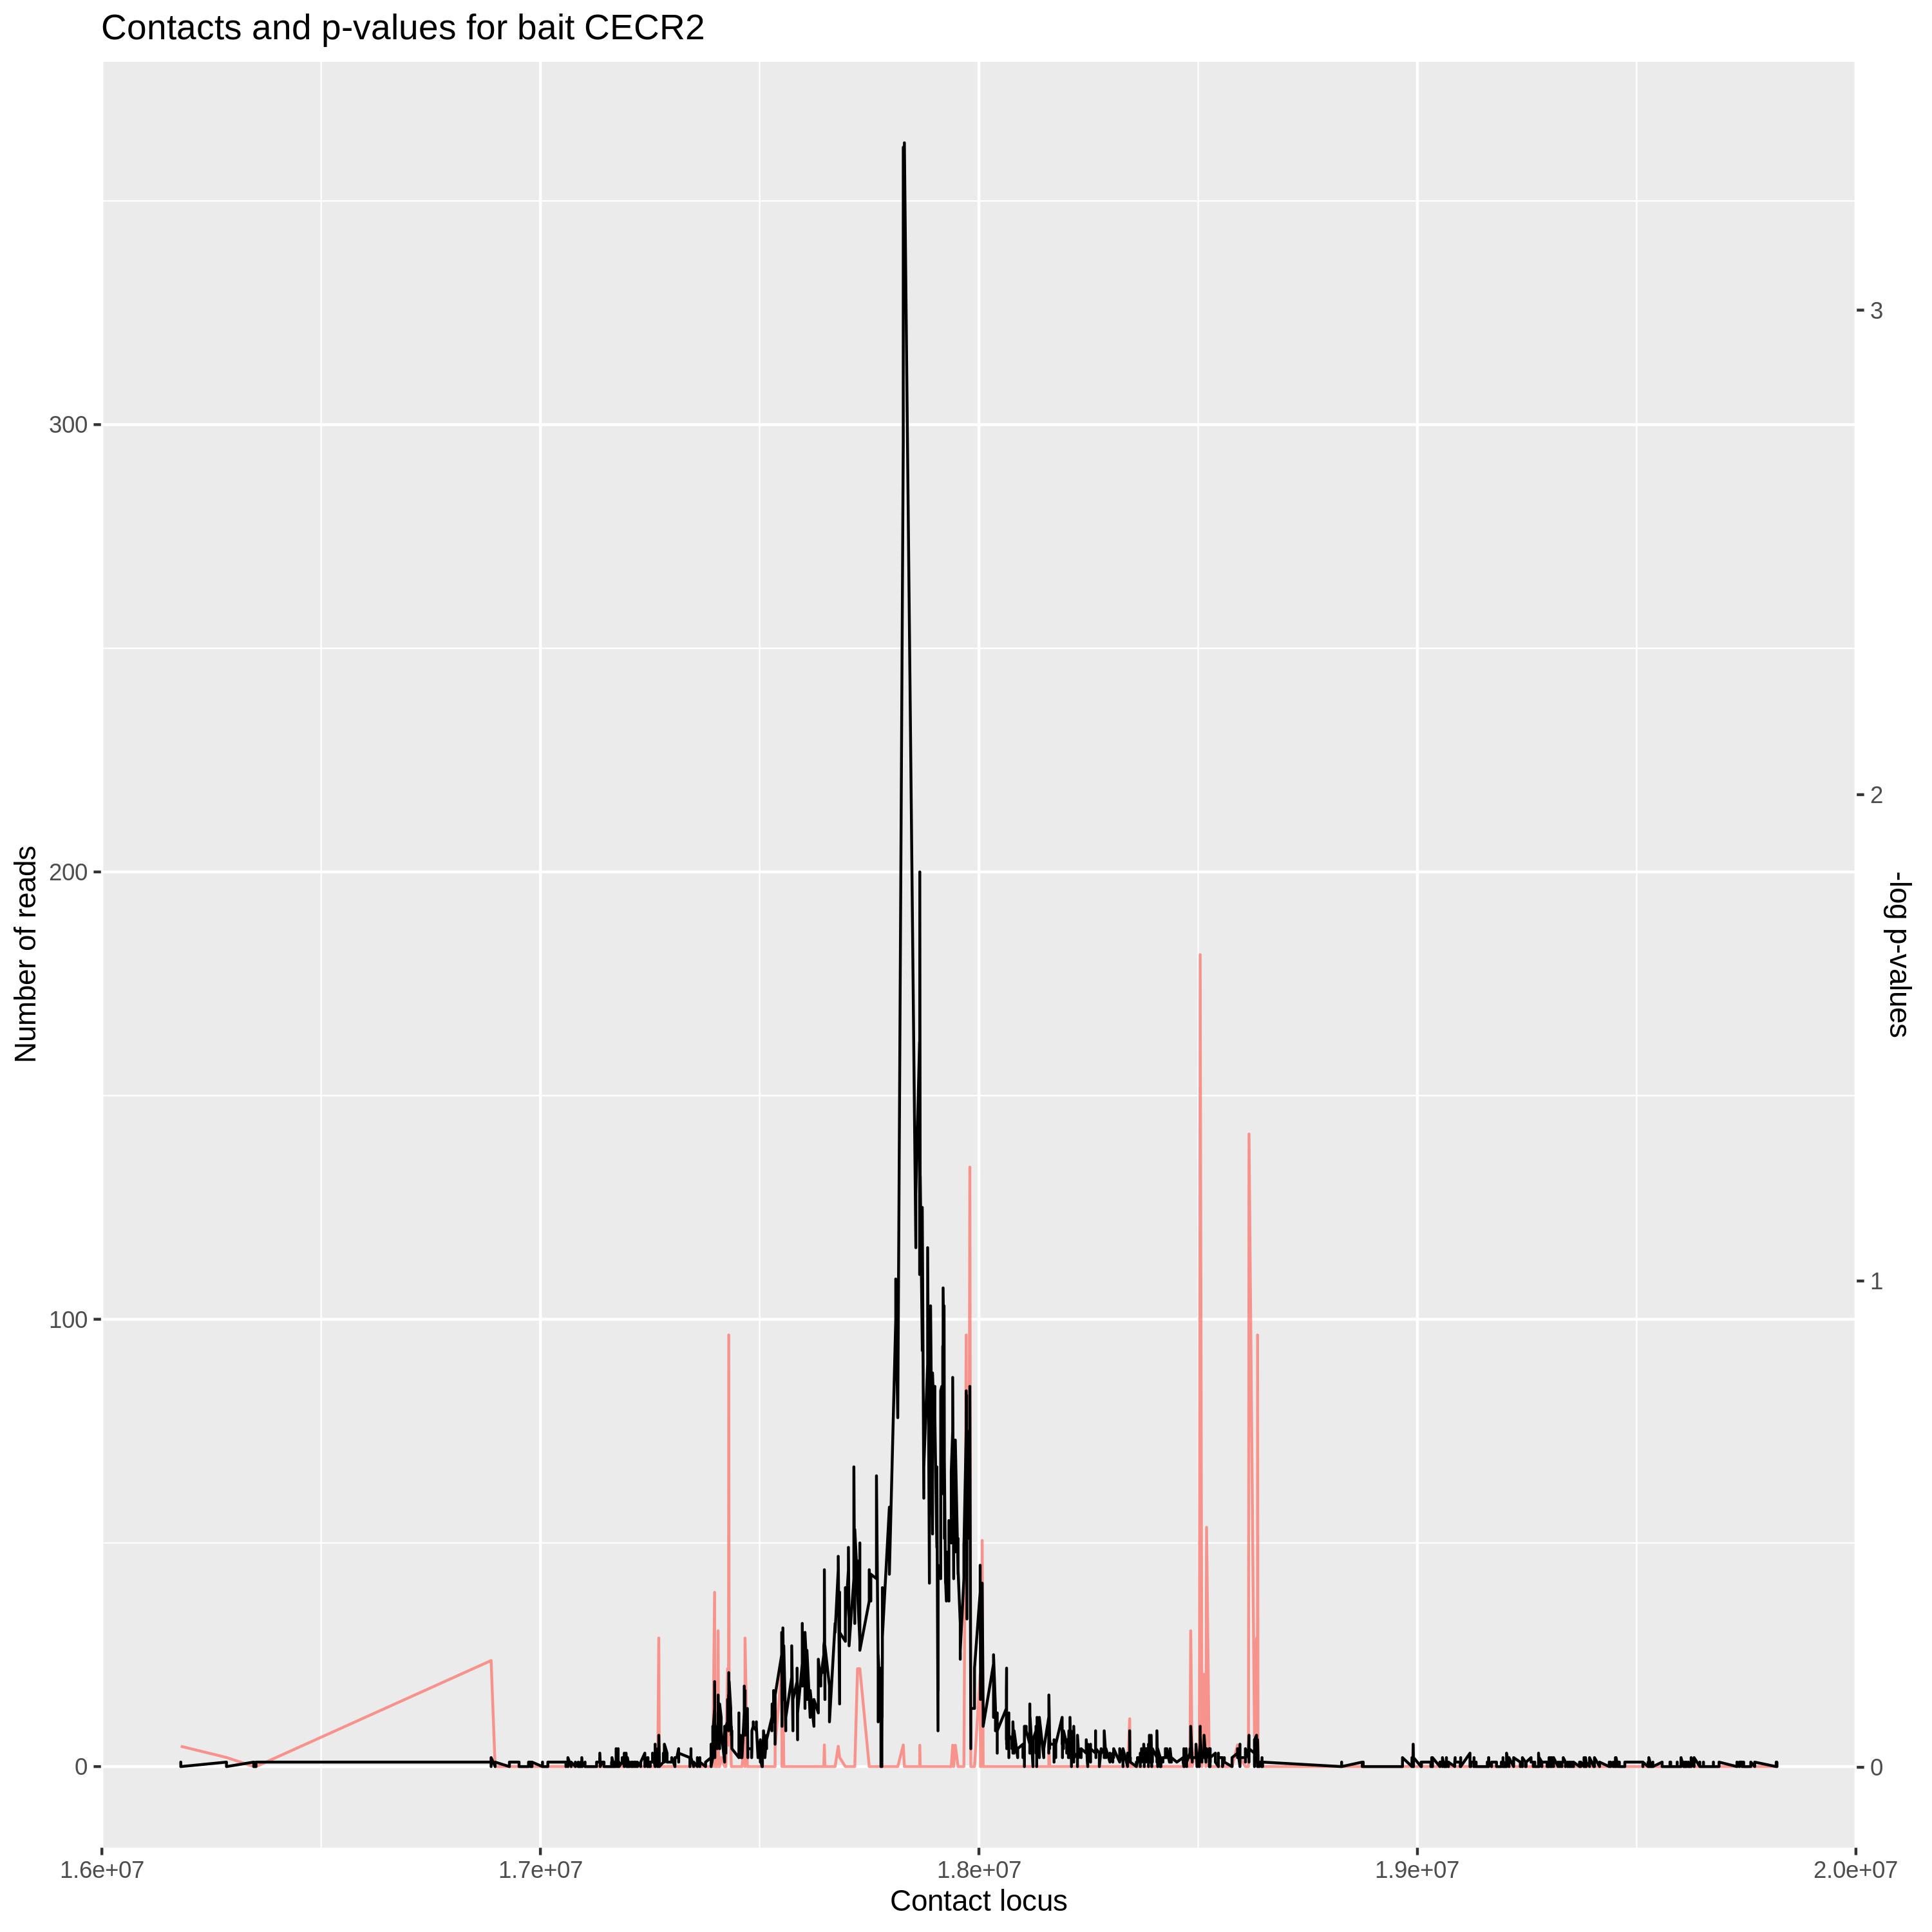 Contacts and p-values for bait CECR2
Number of reads
300
200
100
0
3
2
1
0
-log p-values
1.6e+07
1.7e+07
1.8e+07
1.9e+07
2.0e+07
Contact locus